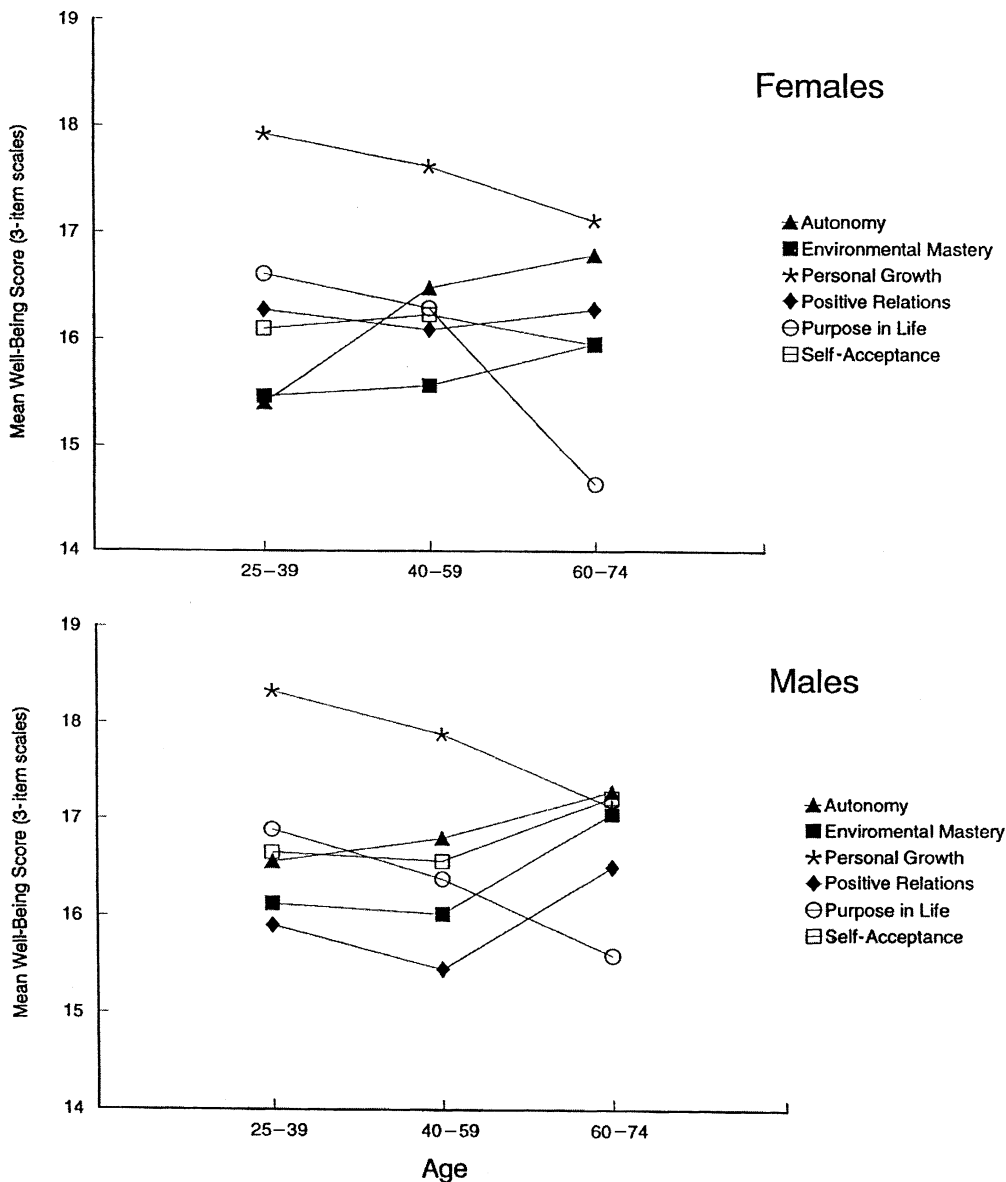 19
18
17
16
15
14
Mean Well-Being Score (3-item scales)
Females
Autonomy
Environmental Mastery
Personal Growth
Positive Relations
Purpose in Life
Self-Acceptance
25–39
40–59
60–74
19
18
17
16
15
14
Mean Well-Being Score (3-item scales)
Males
Autonomy
Enviromental Mastery
Personal Growth
Positive Relations
Purpose in Life
Self-Acceptance
25–39
40–59
60–74
Age